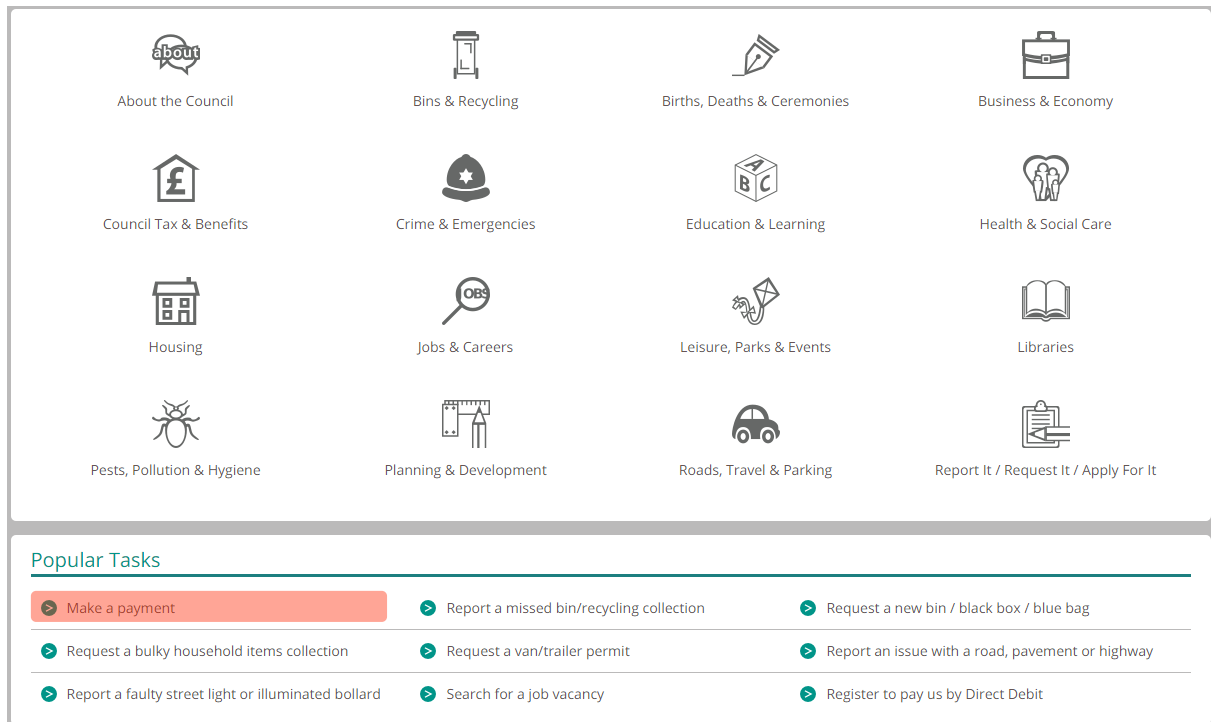 about
About the Council
Bins & Recycling
Births, Deaths & Ceremonies
Business & Economy
£
A
B C
Council Tax & Benefits
Crime & Emergencies
Education & Learning
Health & Social Care
OBS
Housing
Jobs & Careers
Leisure, Parks & Events
Libraries
Pests, Pollution & Hygiene
Planning & Development
Roads, Travel & Parking
Report It / Request It / Apply For It
Popular Tasks
Make a payment
Report a missed bin/recycling collection
Request a new bin / black box / blue bag
Request a bulky household items collection
Request a van/trailer permit
Report an issue with a road, pavement or highway
Report a faulty street light or illuminated bollard
Search for a job vacancy
Register to pay us by Direct Debit